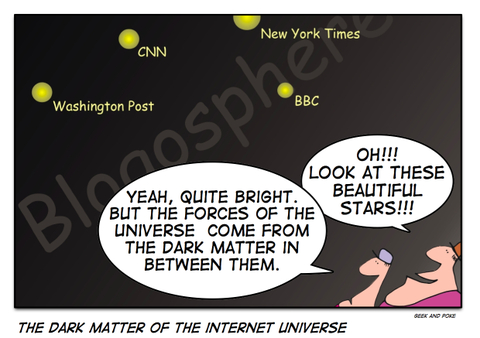 New York Times
CNN
Washington Post
BBC
Blogosphere
OH!!!
LOOK AT THESE
BEAUTIFUL
STARS!!!
YEAH, QUITE BRIGHT.
BUT THE FORCES OF THE
UNIVERSE COME FROM
THE DARK MATTER IN
BETWEEN THEM.
GEEK AND POKE
THE DARK MATTER OF THE INTERNET UNIVERSE